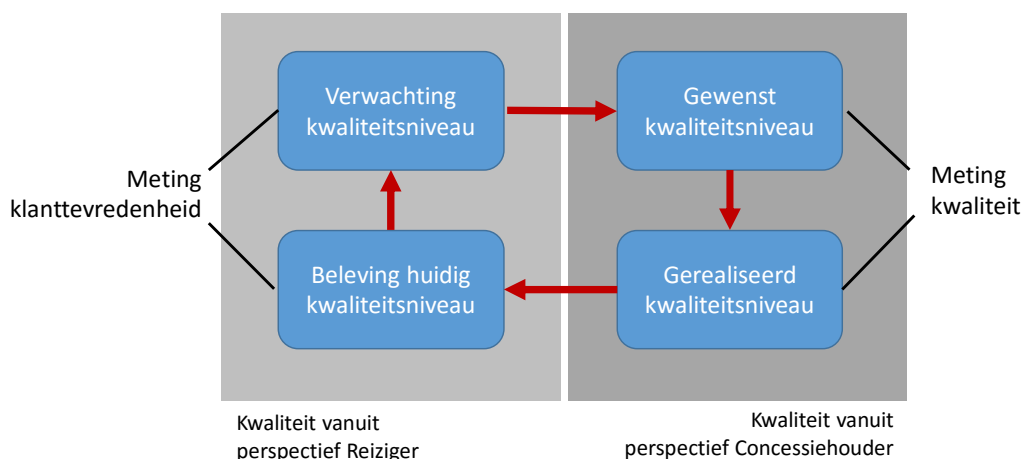 Verwachting
kwaliteitsniveau
Gewenst
kwaliteitsniveau
Meting
klanttevredenheid
Meting
kwaliteit
Beleving huidig
kwaliteitsniveau
Gerealiseerd
kwaliteitsniveau
Kwaliteit vanuit
perspectief Reiziger
Kwaliteit vanuit
perspectief Concessiehouder